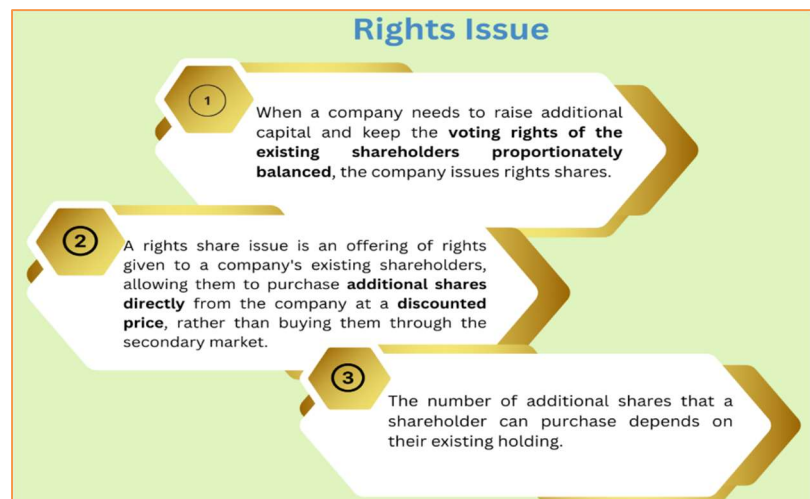 Rights Issue
1
When a company needs to raise additional
capital and keep the voting rights of the
existing shareholders proportionately
balanced, the company issues rights shares.
2
A rights share issue is an offering of rights
given to a company's existing shareholders,
allowing them to purchase additional shares
directly from the company at a discounted
price, rather than buying them through the
secondary market.
3
The number of additional shares that a
shareholder can purchase depends on
their existing holding.